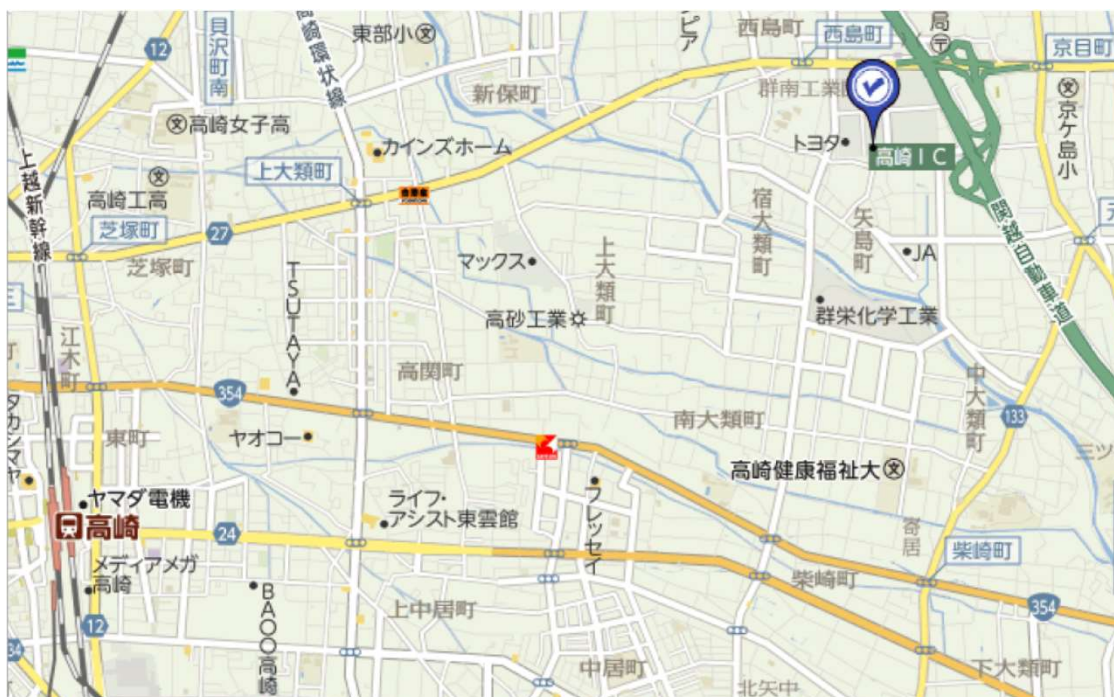 西島町
局
東部小
12
貝沢町南
高崎環状線
ピア
西島町
京目町
群南工業
新保町
京ケ島小
高崎女子高
カインズホーム
トヨタ
高崎IC
上大類町
上越新幹線
高崎工高
芝塚町
27
宿大類町
矢島町
関越自動車道
芝塚町
マックス
上大類町
JA
TSUTAYA
高砂工業
群栄化学工業
江木町
高関町
354
中大類町
南大類町
133
タカシマヤ
東町
ヤオコー
三ツ
高崎健康福祉大
ヤマダ電機
ライフ・
アシスト東雲館
フレッセイ
高崎
24
寄居
柴崎町
メディアメガ
高崎
柴崎町
BAOO高崎
上中居町
354
12
34
中居町
下大類町
北矢中